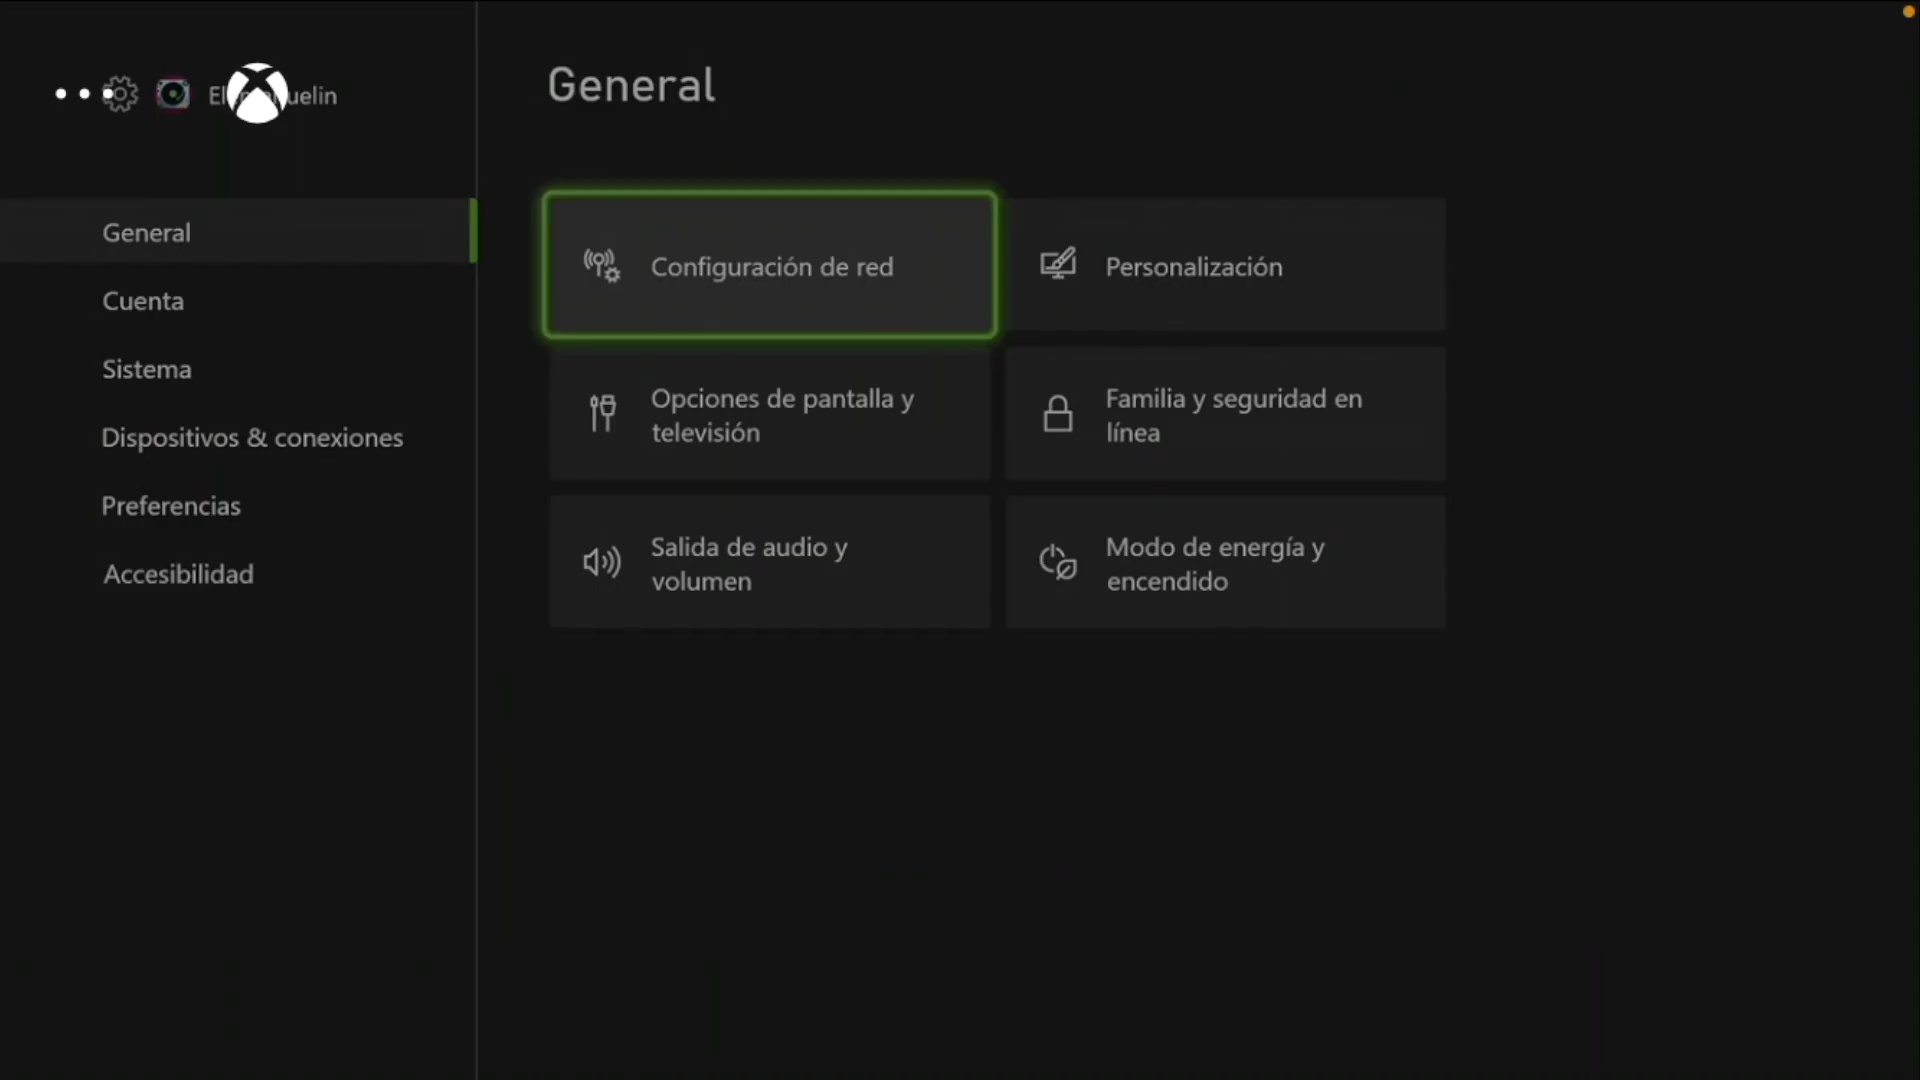 General
General
Cuenta
Sistema
Dispositivos & conexiones
Preferencias
Accesibilidad
Configuración de red
Personalización
Opciones de pantalla y
televisión
Familia y seguridad en
línea
Salida de audio y
volumen
Modo de energía y
encendido